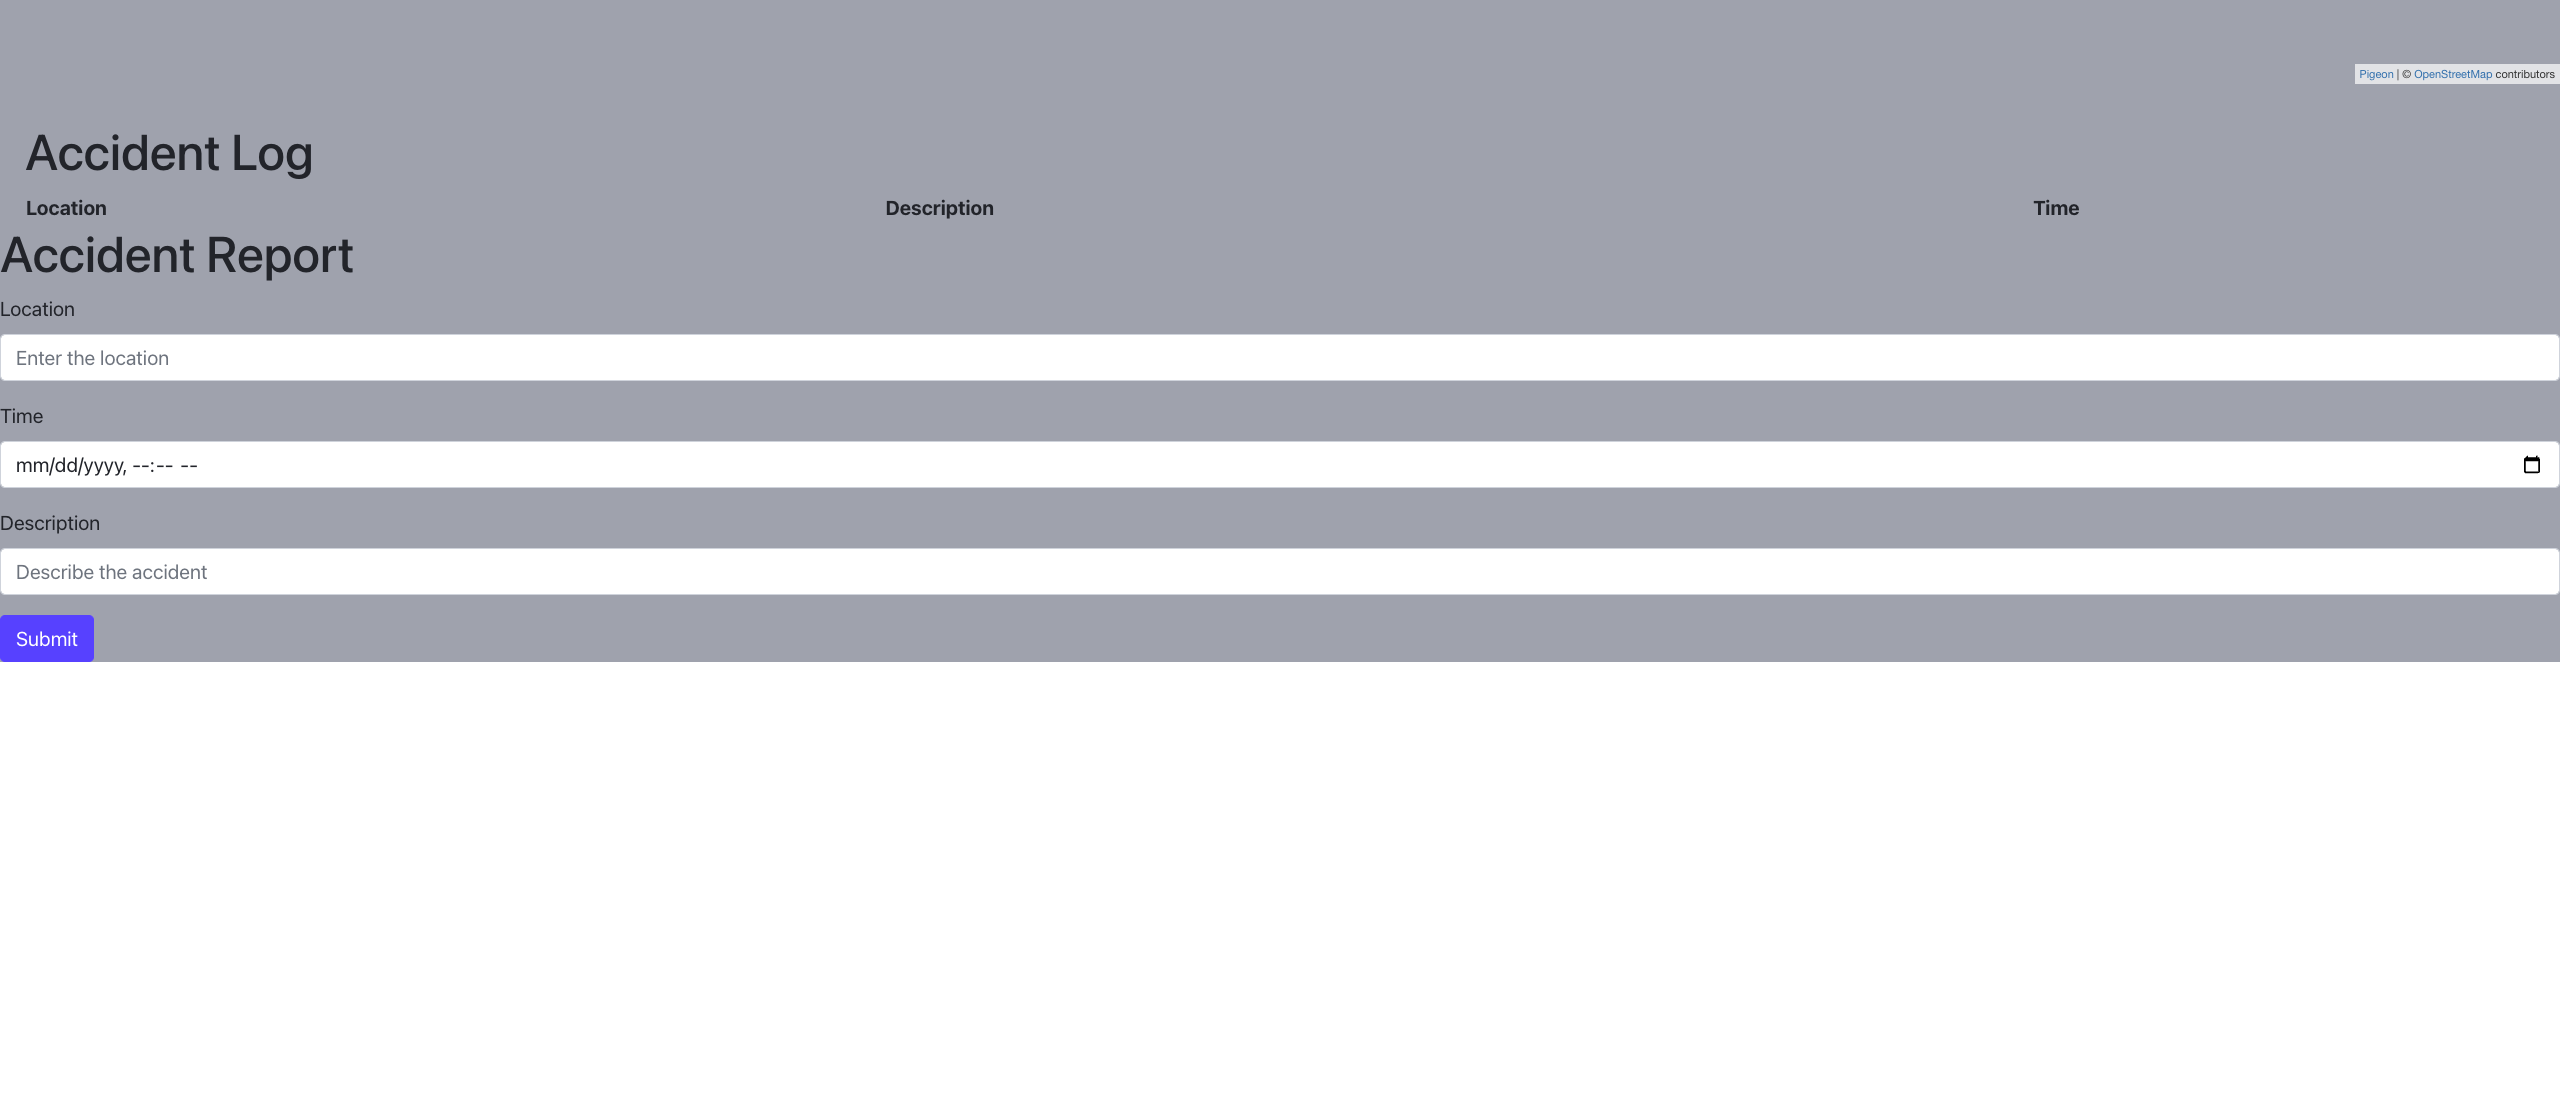 Pigeon | © OpenStreetMap contributors
Accident Log
Location Description Time
Accident Report
Location
Enter the location
Time
mm/dd/yyyy, --:-- --
Description
Describe the accident
Submit